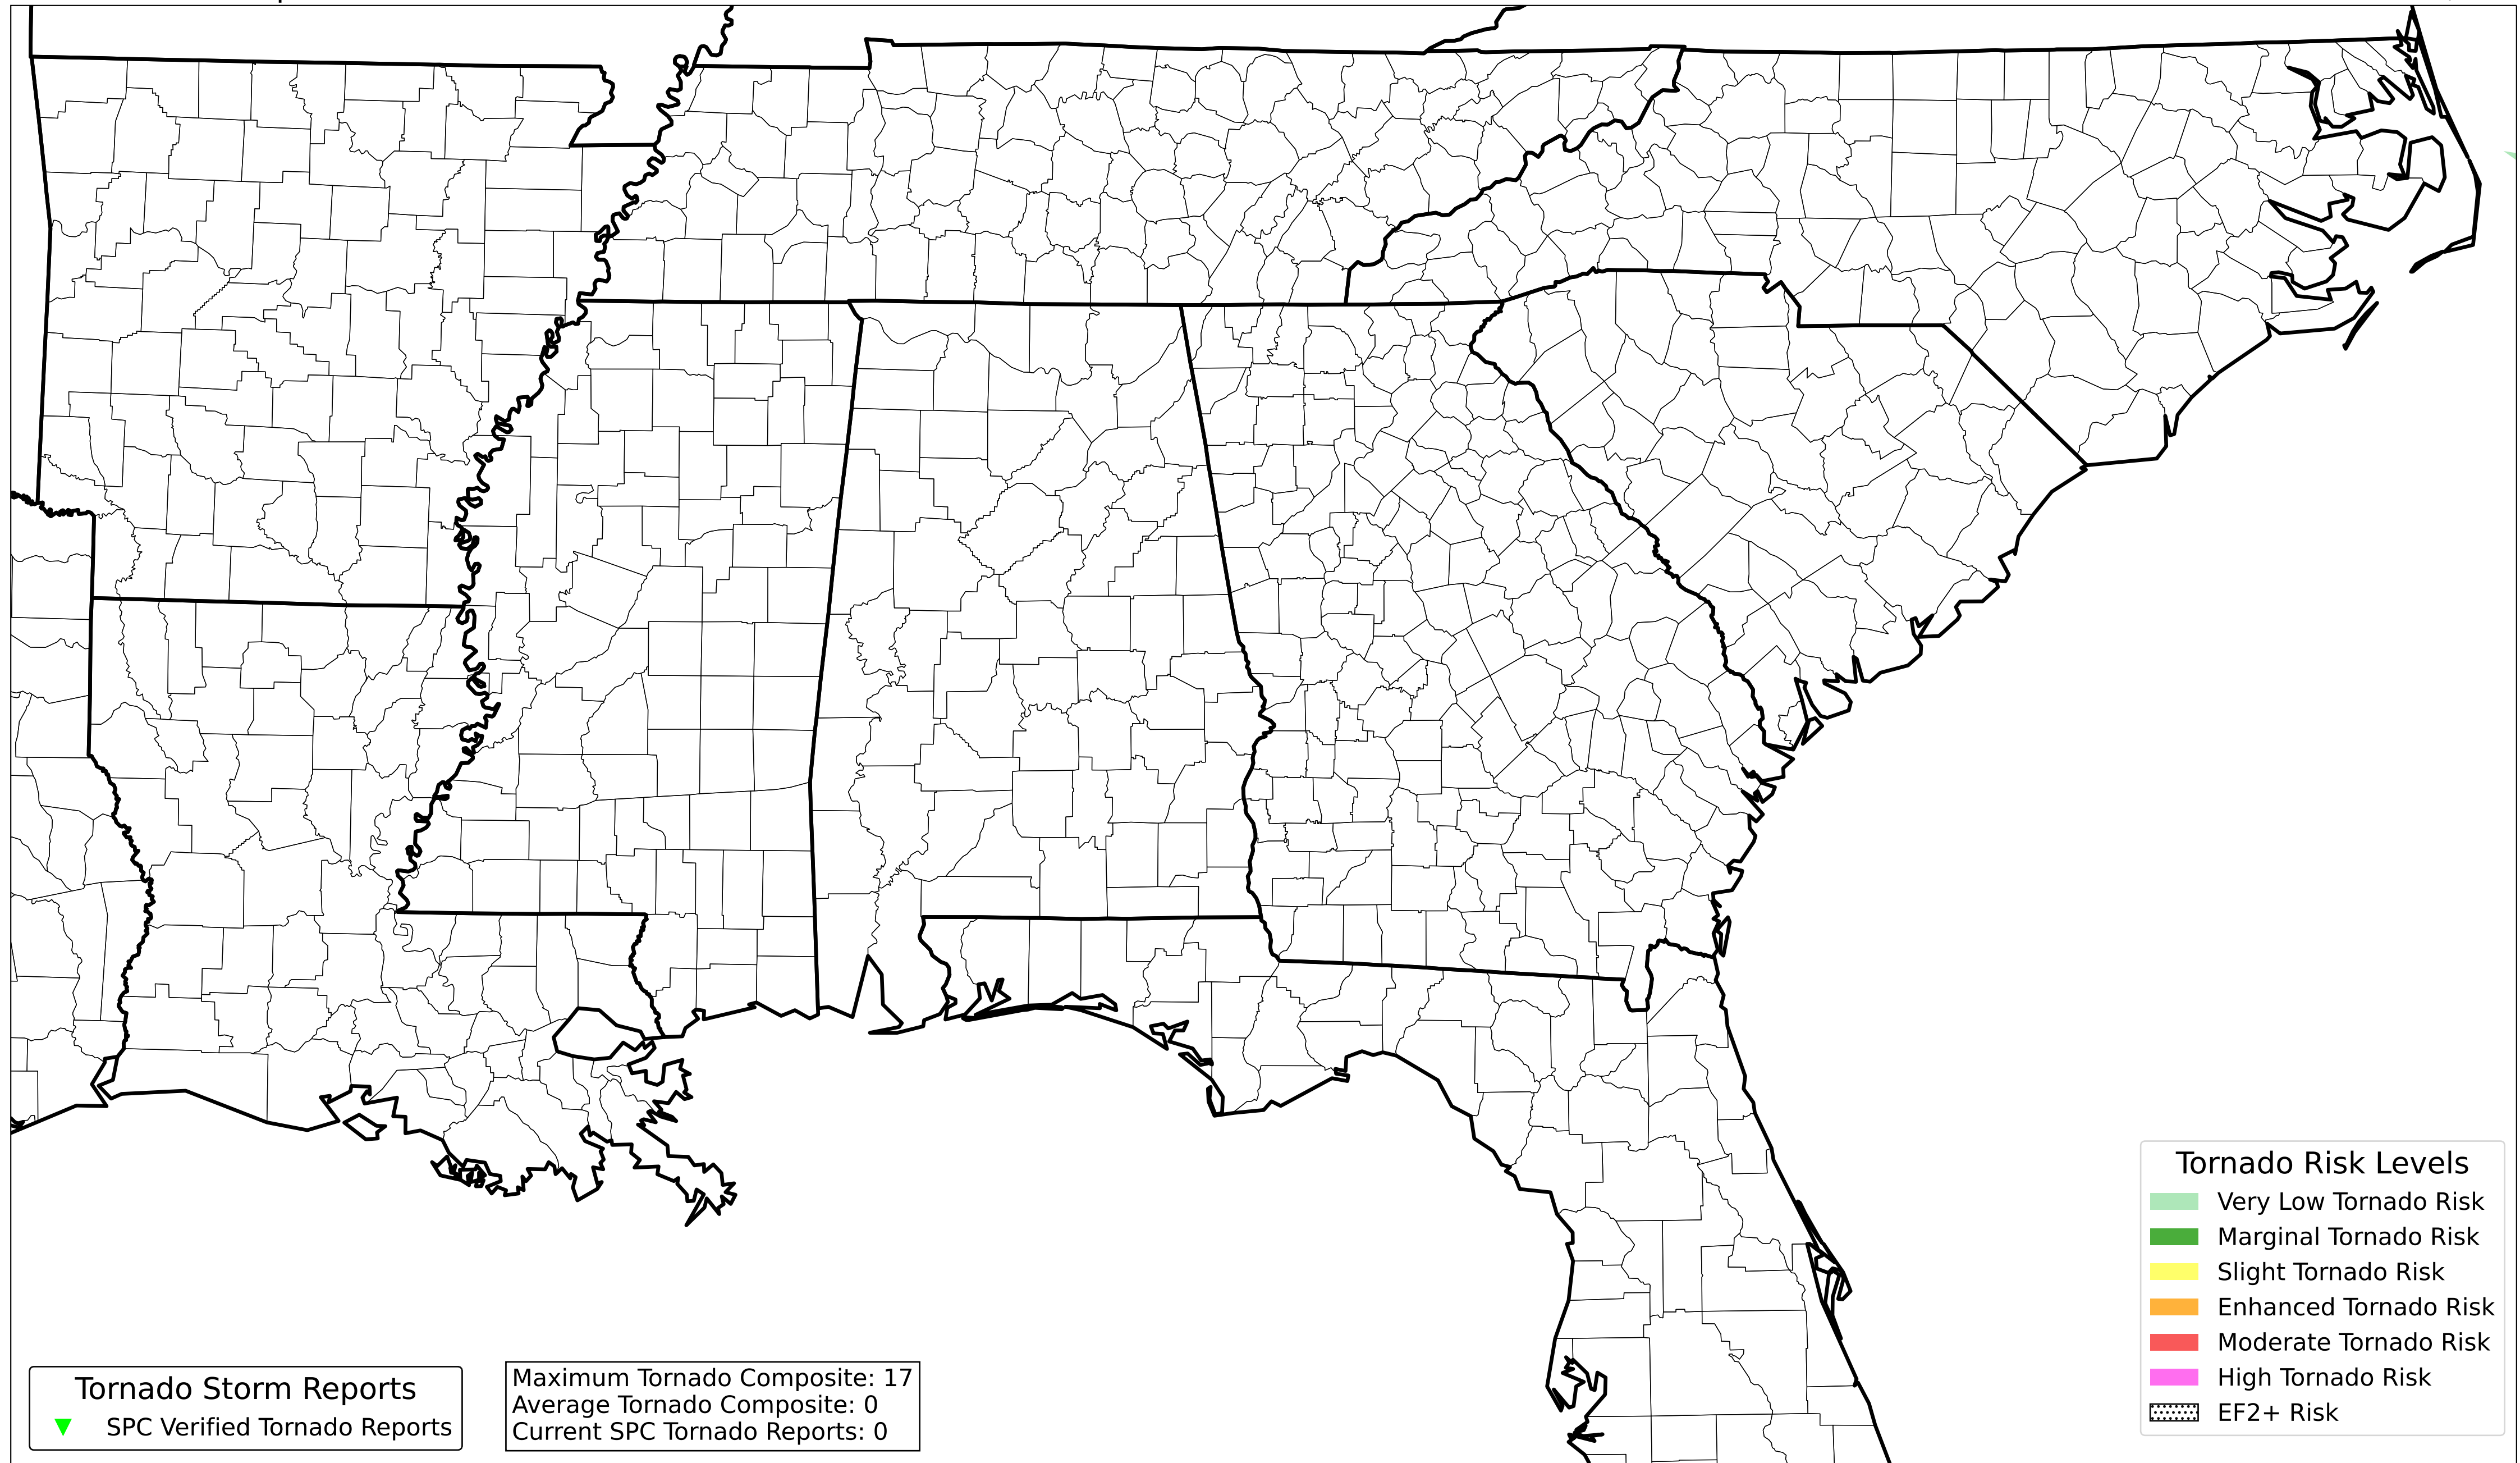 Tornado Storm Reports
SPC Verified Tornado Reports
Maximum Tornado Composite: 17
Average Tornado Composite: 0
Current SPC Tornado Reports: 0
Tornado Risk Levels
Very Low Tornado Risk
Marginal Tornado Risk
Slight Tornado Risk
Enhanced Tornado Risk
Moderate Tornado Risk
High Tornado Risk
EF2+ Risk